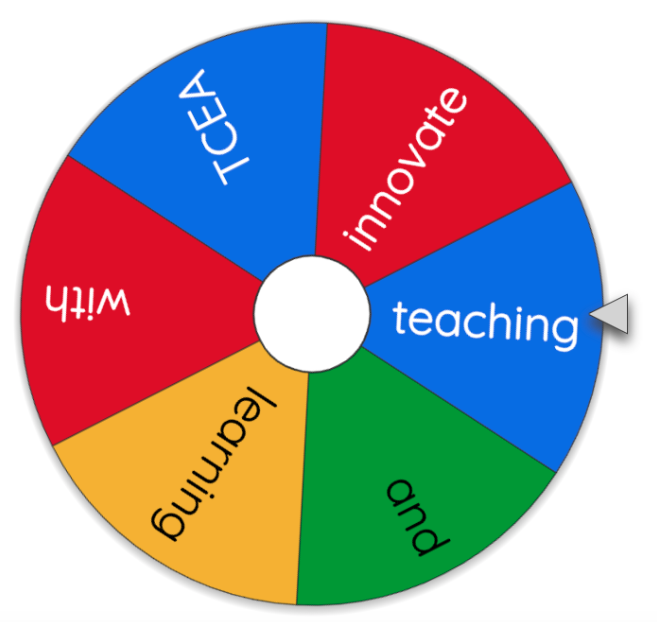 innovate
teaching
and
learning
with
TCEA